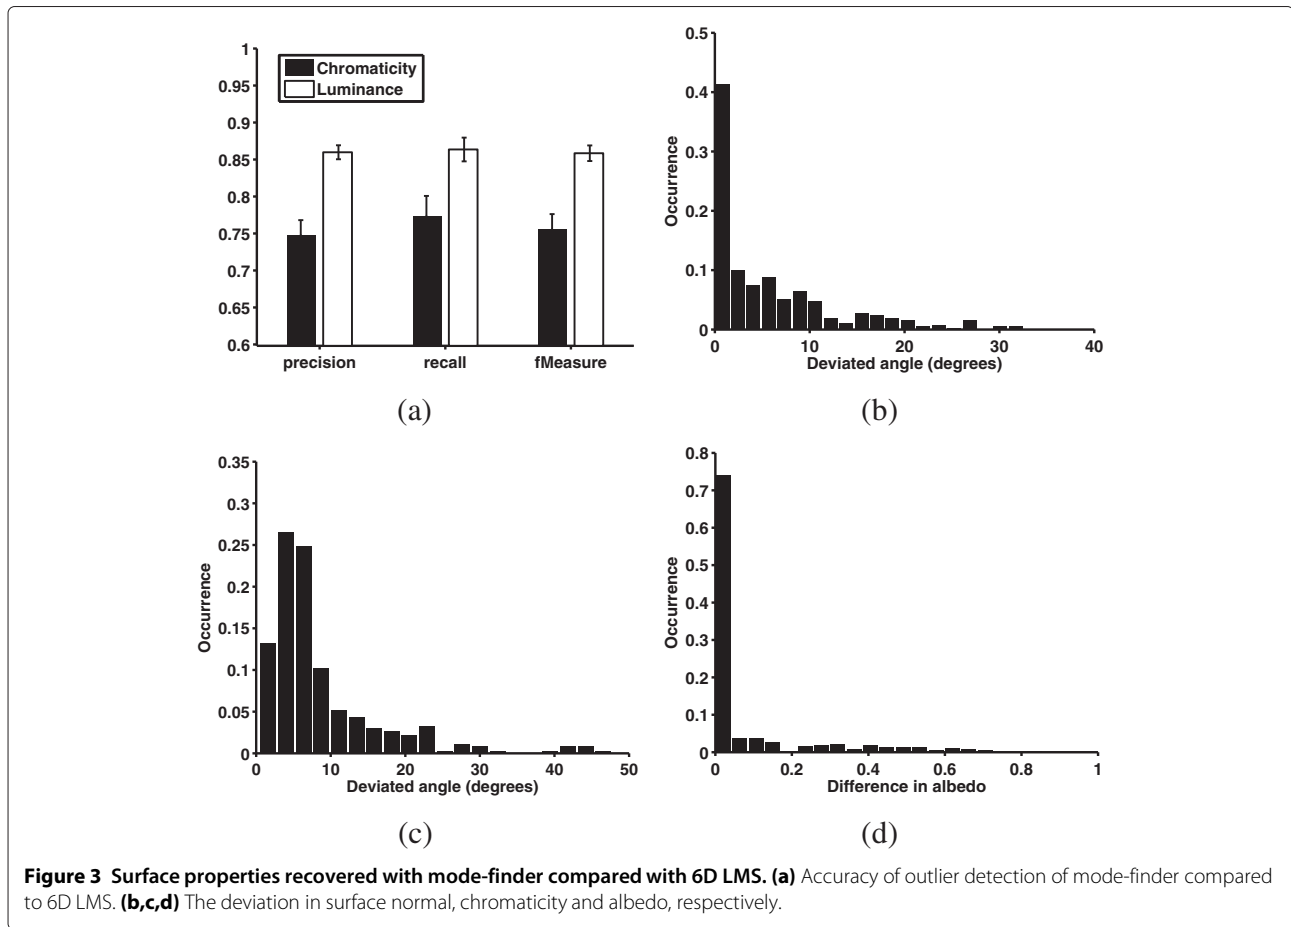 1
0.95
0.9
0.85
0.8
0.75
0.7
0.65
0.6
Chromaticity
Luminance
precision recall fMeasure
(a)
0.5
0.4
0.3
0.2
0.1
0
Occurrence
0 10 20 30 40
Deviated angle (degrees)
(b)
0.35
0.3
0.25
0.2
0.15
0.1
0.05
0
Occurrence
0 10 20 30 40 50
Deviated angle (degrees)
(c)
0.8
0.7
0.6
0.5
0.4
0.3
0.2
0.1
0
Occurrence
0 0.2 0.4 0.6 0.8 1
Difference in albedo
(d)
Figure 3 Surface properties recovered with mode-finder compared with 6D LMS. (a) Accuracy of outlier detection of mode-finder compared
to 6D LMS. (b,c,d) The deviation in surface normal, chromaticity and albedo, respectively.